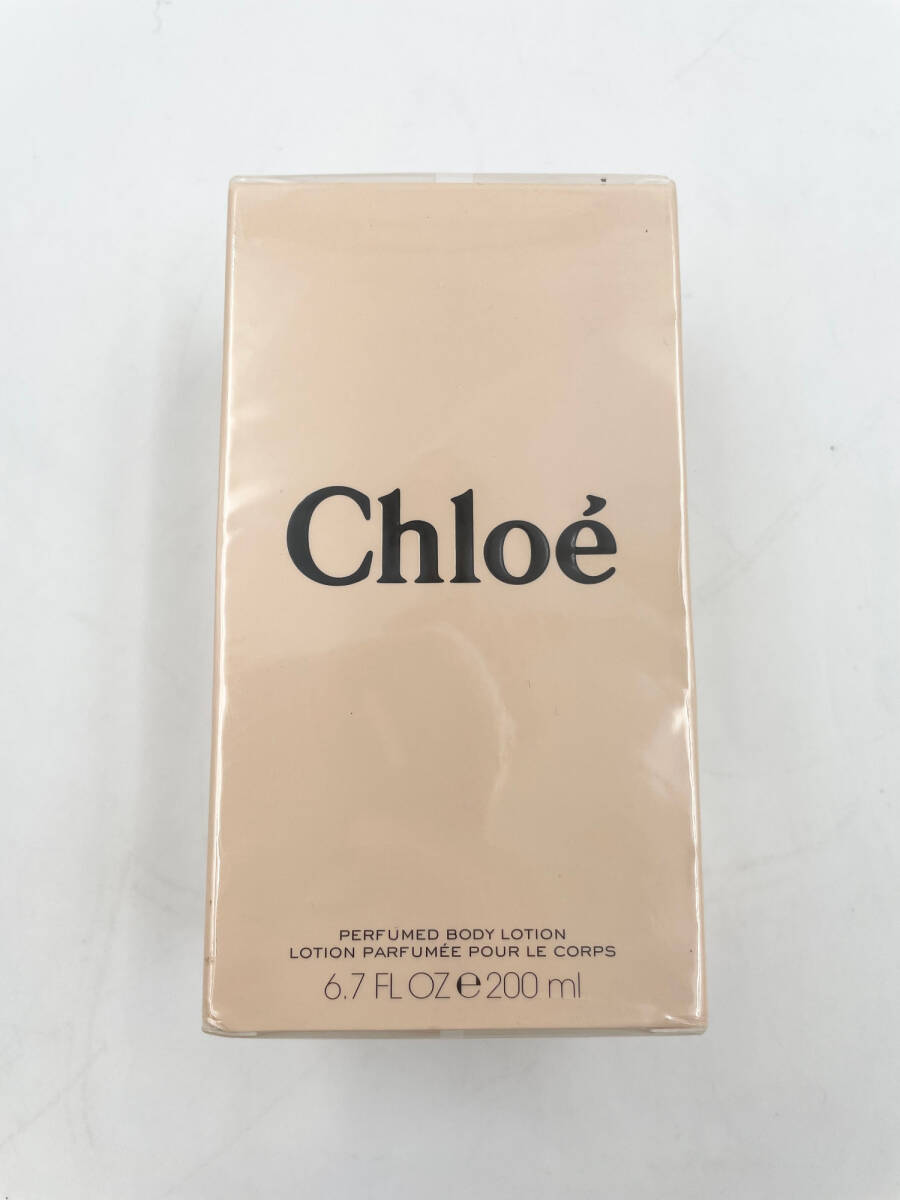 Chloé
PERFUMED BODY LOTION
LOTION PARFUMÉE POUR LE CORPS
6.7 FL OZ ℮ 200 ml